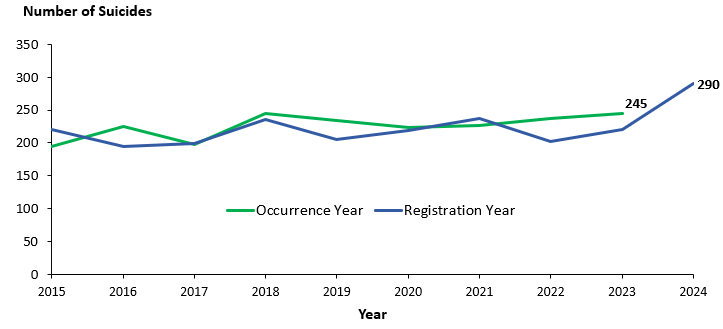 Number of Suicides
350
300
250
200
150
100
50
0
245
290
Occurrence Year Registration Year
2015 2016 2017 2018 2019 2020 2021 2022 2023 2024
Year